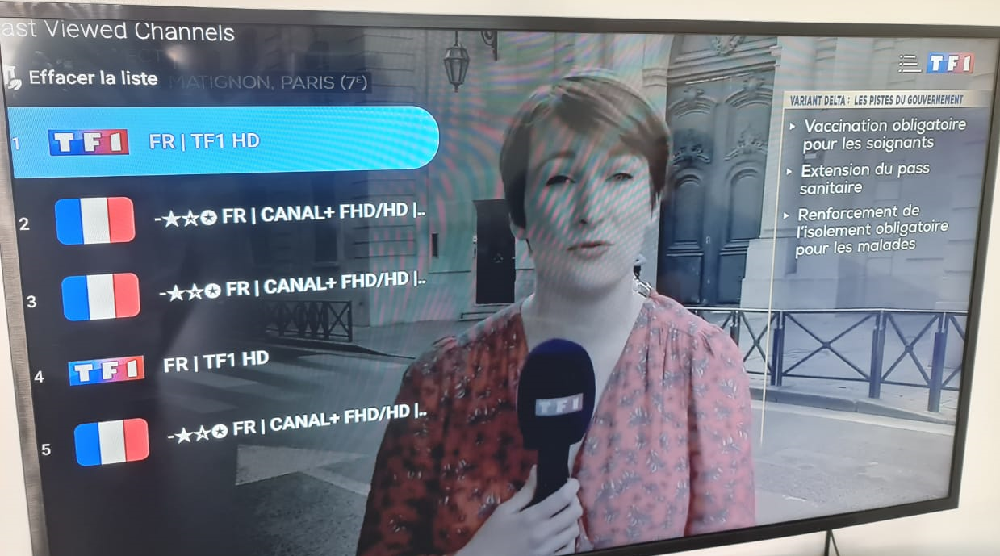 ast Viewed Channels
Effacer la liste
MATIGNON, PARIS (7E)
1 TF1 FR | TF1 HD
2 -★☆✪ FR | CANAL+ FHD/HD |..
3 -★☆✪ FR | CANAL+ FHD/HD |..
4 TF1 FR | TF1 HD
5 -★☆✪ FR | CANAL+ FHD/HD |..
TF1
TF1
VARIANT DELTA : LES PISTES DU GOUVERNEMENT
▸ Vaccination obligatoire
pour les soignants
▸ Extension du pass
sanitaire
▸ Renforcement de
l'isolement obligatoire
pour les malades